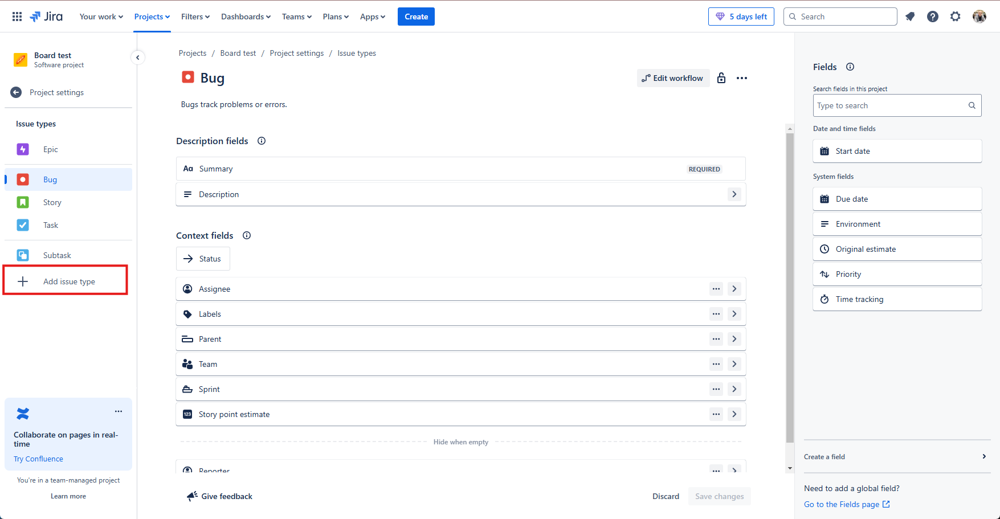 Jira
Your work
Projects
Filters
Dashboards
Teams
Plans
Apps
Create
5 days left
Search
Board test
Software project
Project settings
Issue types
Epic
Bug
Story
Task
Subtask
Add issue type
Collaborate on pages in real-
time
Try Confluence
You're in a team-managed project
Learn more
Projects / Board test / Project settings / Issue types
Bug
Edit workflow
Bugs track problems or errors.
Description fields
Aa Summary REQUIRED
Description
Context fields
Status
Assignee
Labels
Parent
Team
Sprint
123 Story point estimate
Hide when empty
Reporter
Give feedback
Discard
Save changes
Fields
Search fields in this project
Type to search
Date and time fields
Start date
System fields
Due date
Environment
Original estimate
Priority
Time tracking
Create a field
Need to add a global field?
Go to the Fields page